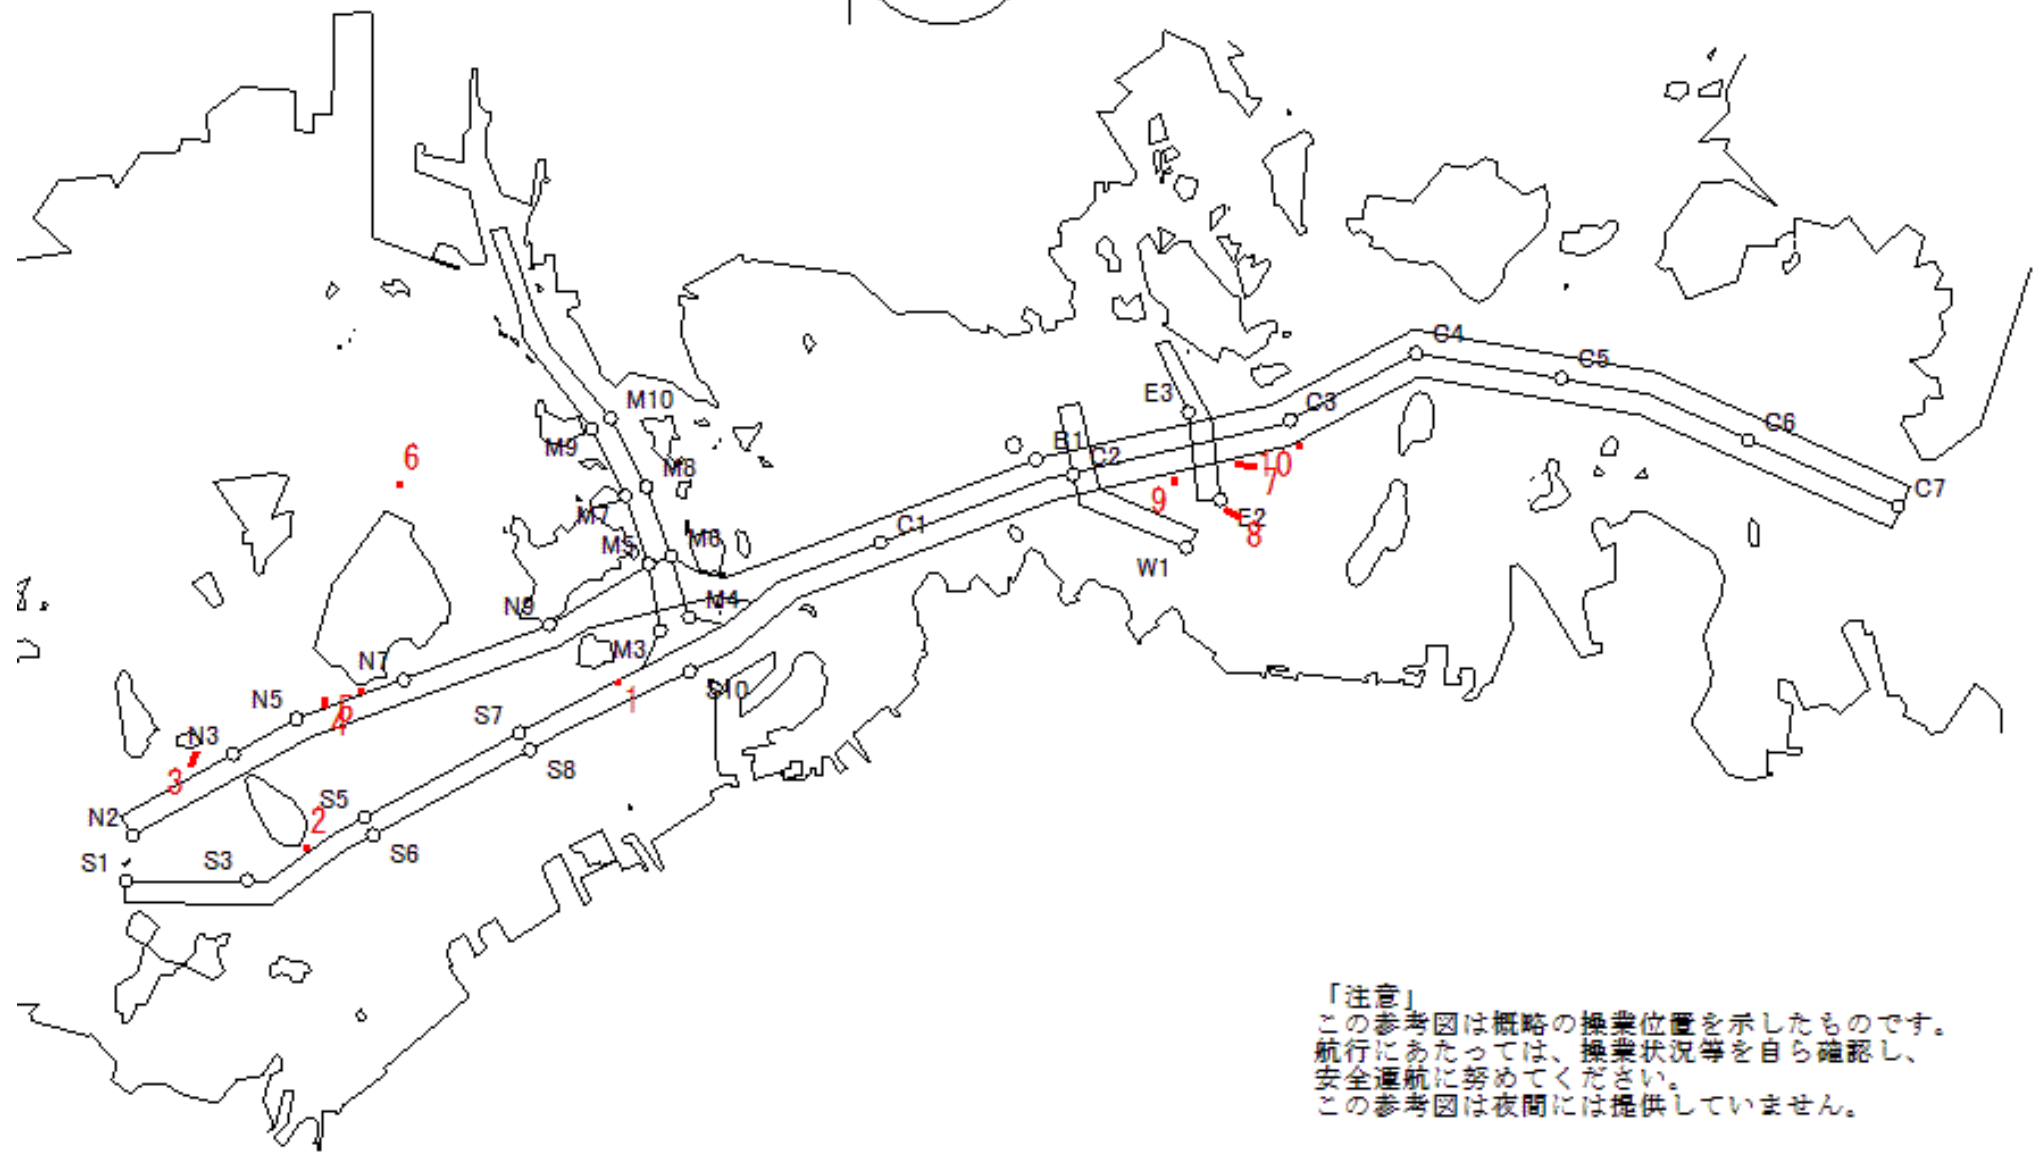 C4
C5
M10
E3
C3
C6
M9
B1
6
C2
M8
10
7
C7
9
M7
E2
C1
8
M5
M6
W1
N9
M4
M3
N7
S10
1
N5
5
4
S7
N3
S8
3
S5
2
N2
S6
S1
S3
「注意」
この参考図は概略の操業位置を示したものです。
航行にあたっては、操業状況等を自ら確認し、
安全運航に努めてください。
この参考図は夜間には提供していません。